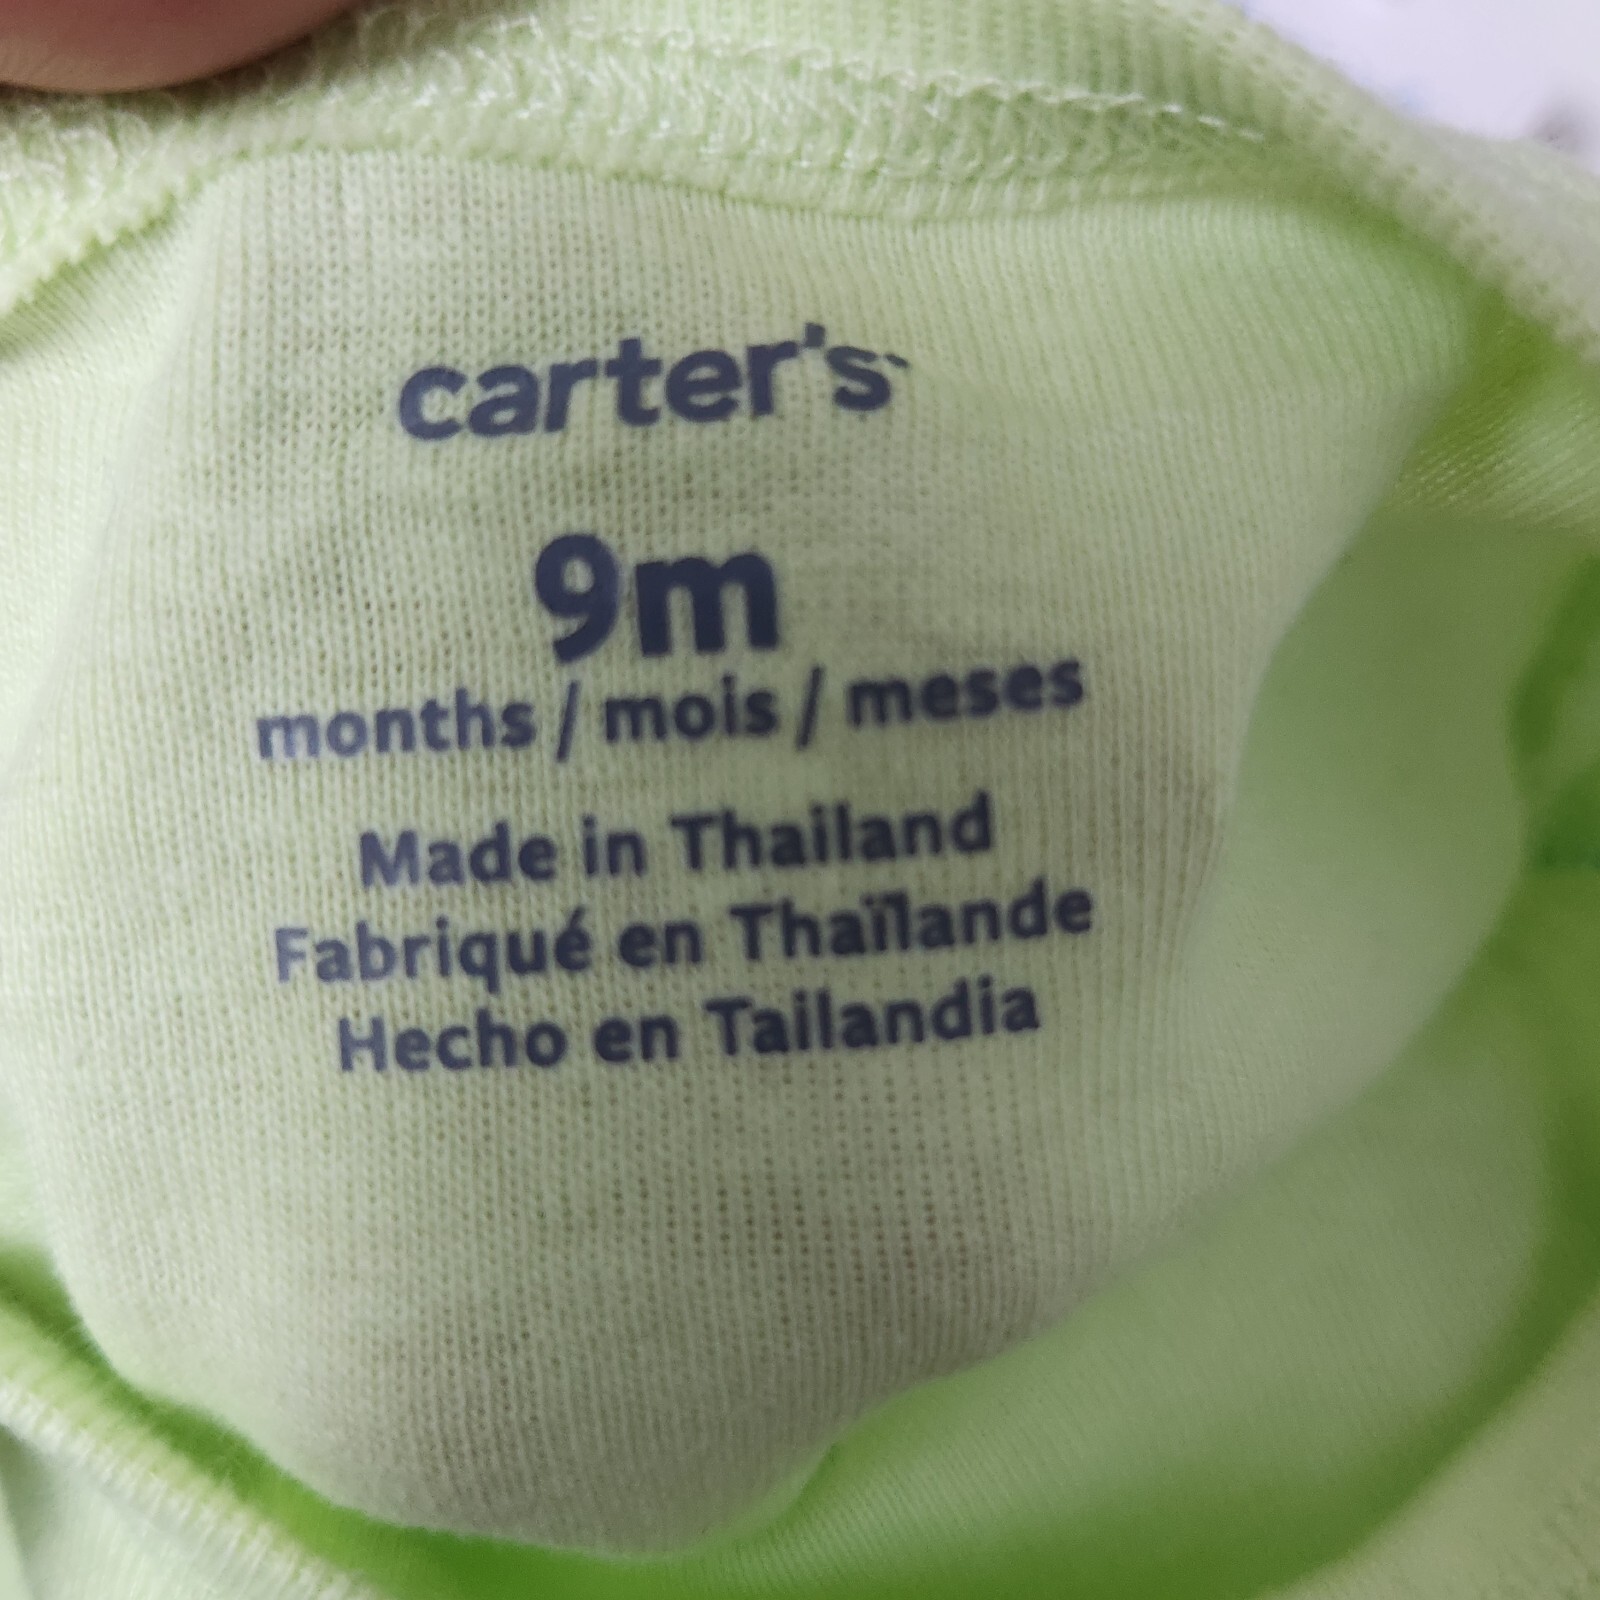 carter's
9m
months / mois / meses
Made in Thailand
Fabriqué en Thaïlande
Hecho en Tailandia